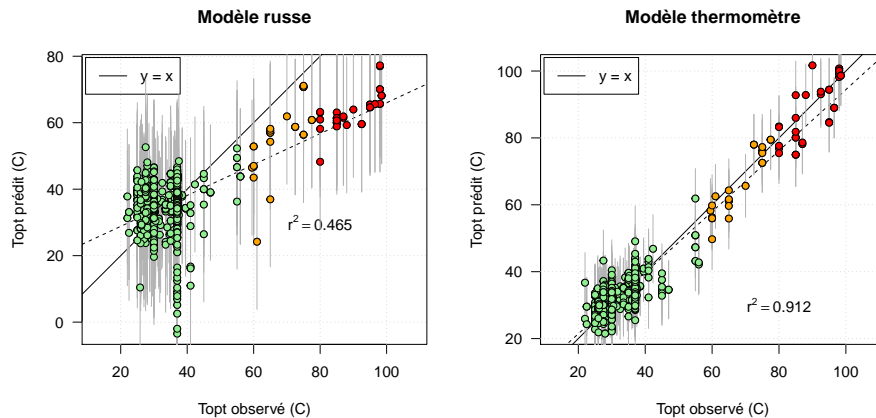 Modèle russe
Topt prédit (C)
80
60
40
20
0
y = x
r² = 0.465
20 40 60 80 100
Topt observé (C)
Modèle thermomètre
Topt prédit (C)
100
80
60
40
20
y = x
r² = 0.912
20 40 60 80 100
Topt observé (C)